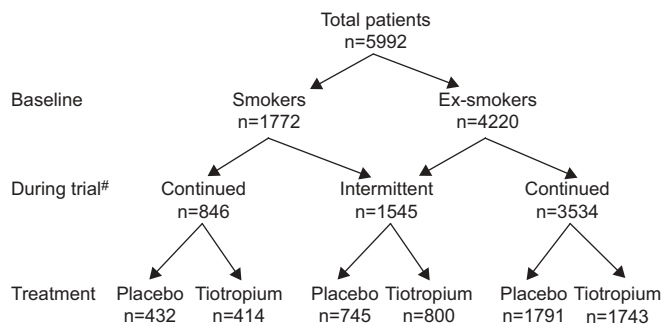 Total patients
n=5992
Baseline Smokers Ex-smokers
n=1772 n=4220
During trial# Continued Intermittent Continued
n=846 n=1545 n=3534
Treatment Placebo Tiotropium Placebo Tiotropium Placebo Tiotropium
n=432 n=414 n=745 n=800 n=1791 n=1743